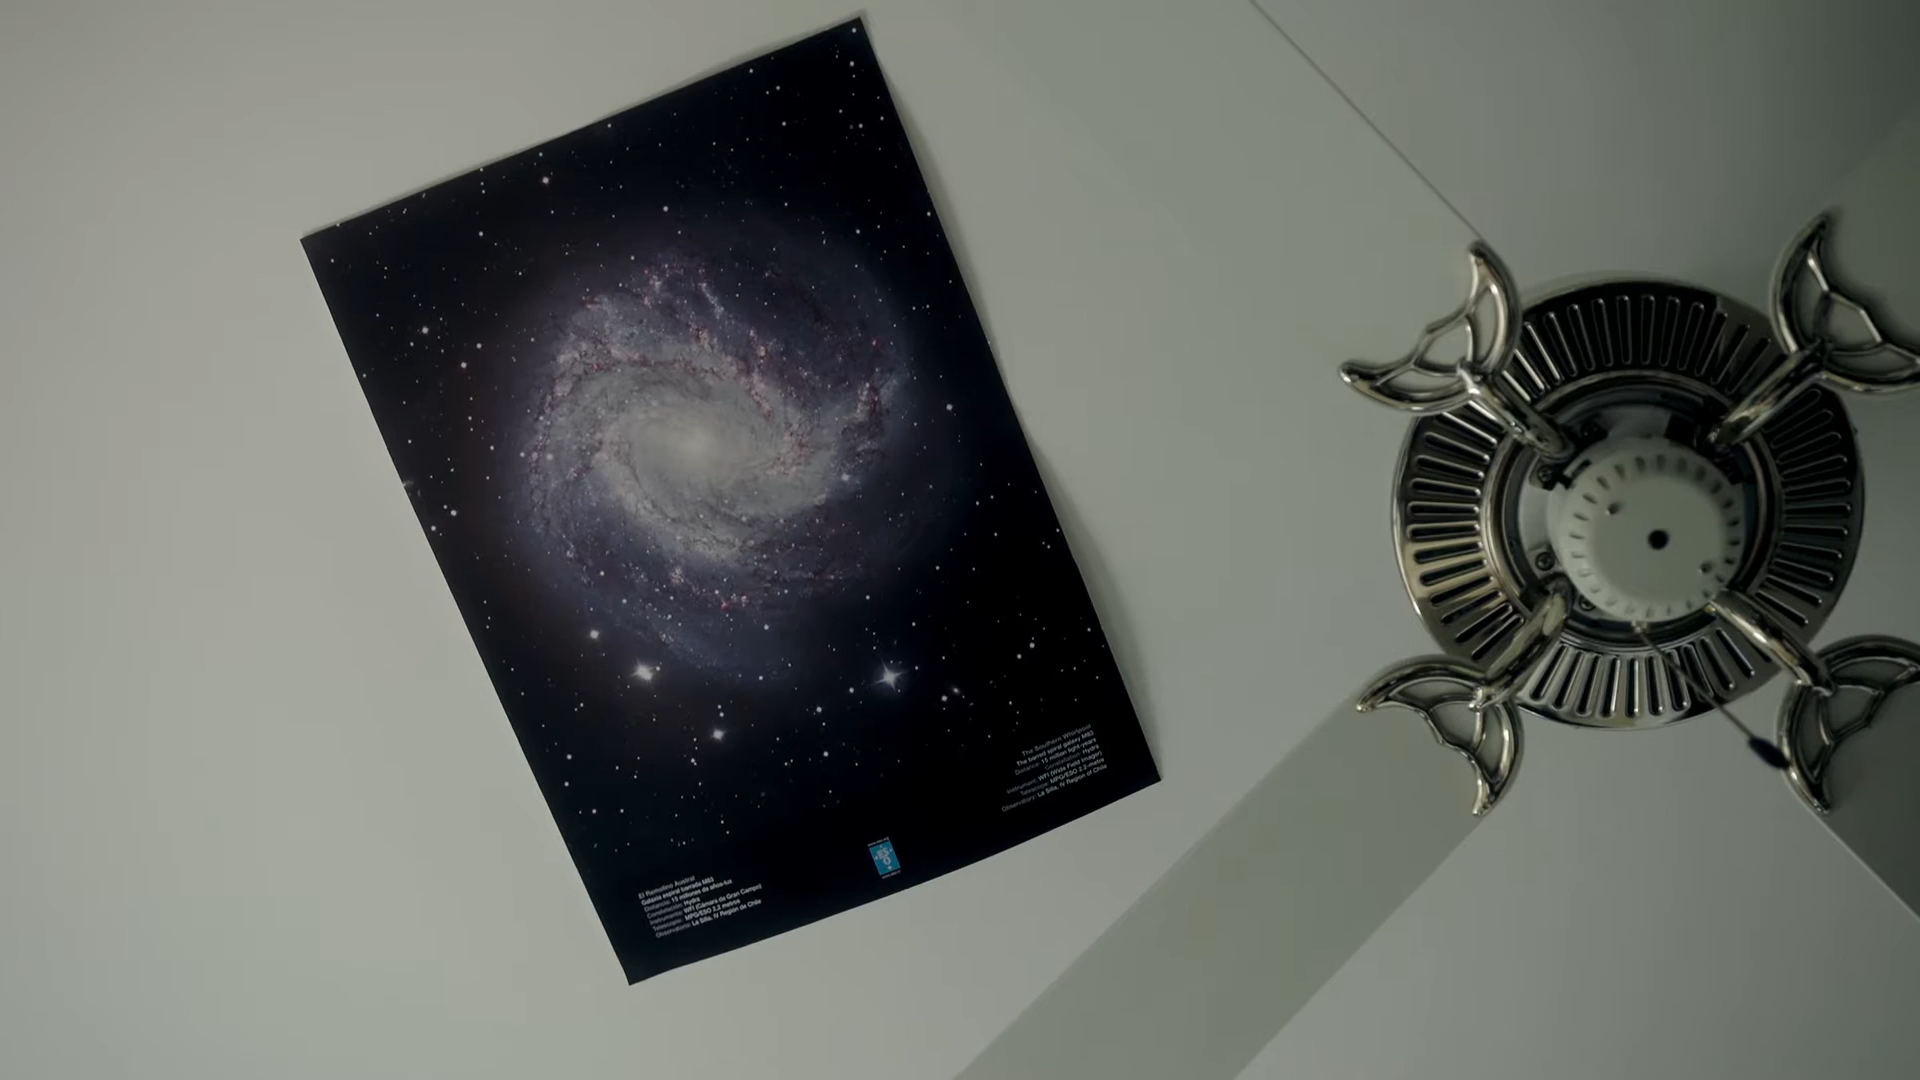 El Remolino Austral
Galaxia espiral barrada M83
Distancia: 15 millones de años-luz
Constelación: Hydra
Instrumento: WFI (Cámara de Gran Campo)
Telescopio: MPG/ESO 2.2 metros
Observatorio: La Silla, IV Región de Chile
ESO
The Southern Whirlpool
The barred spiral galaxy M83
Distance: 15 million light-years
Constellation: Hydra
Instrument: WFI (Wide Field Imager)
Telescope: MPG/ESO 2.2-metre
Observatory: La Silla, IV Region of Chile